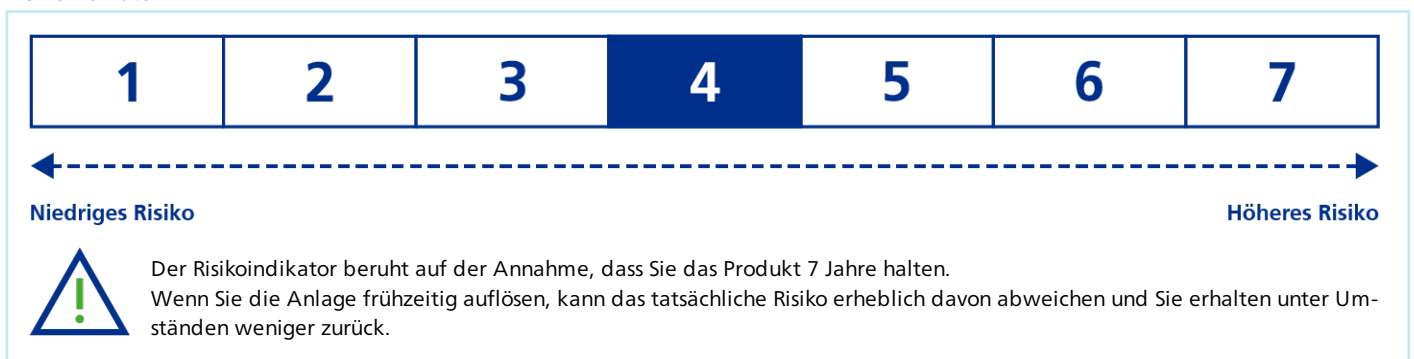 1 2 3 4 5 6 7
Niedriges Risiko Höheres Risiko
Der Risikoindikator beruht auf der Annahme, dass Sie das Produkt 7 Jahre halten.
Wenn Sie die Anlage frühzeitig auflösen, kann das tatsächliche Risiko erheblich davon abweichen und Sie erhalten unter Um-
ständen weniger zurück.